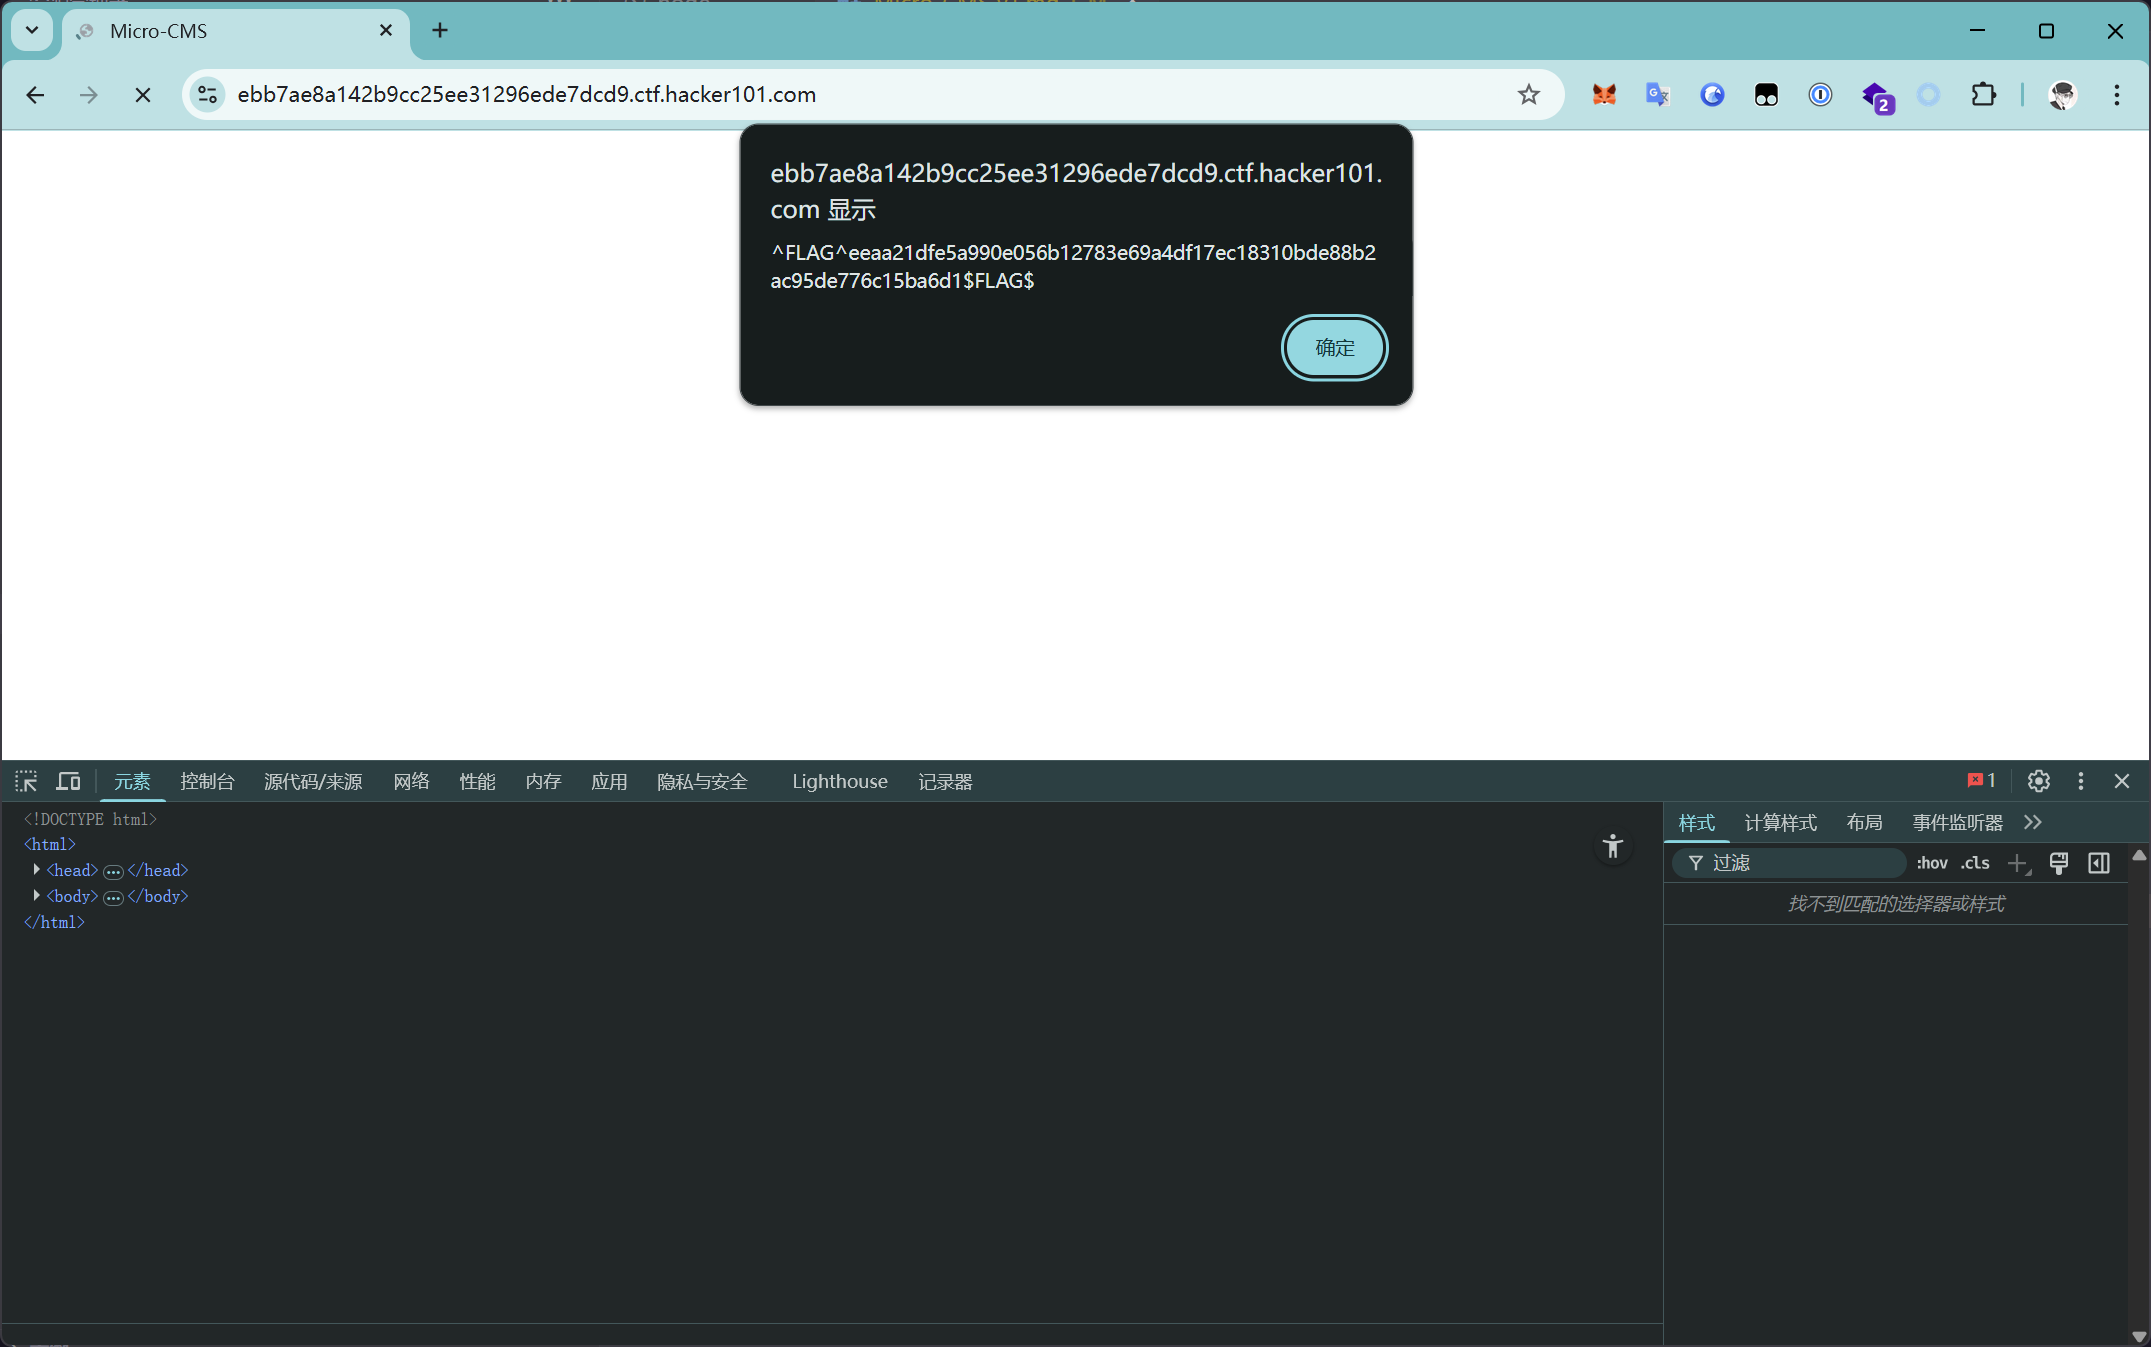 Micro-CMS
ebb7ae8a142b9cc25ee31296ede7dcd9.ctf.hacker101.com
2
ebb7ae8a142b9cc25ee31296ede7dcd9.ctf.hacker101.
com 显示
^FLAG^eeaa21dfe5a990e056b12783e69a4df17ec18310bde88b2
ac95de776c15ba6d1$FLAG$
确定
元素 控制台 源代码/来源 网络 性能 内存 应用 隐私与安全 Lighthouse 记录器 1
<!DOCTYPE html>
<html>
<head> ••• </head>
<body> ••• </body>
</html>
样式 计算样式 布局 事件监听器
过滤 :hov .cls
找不到匹配的选择器或样式